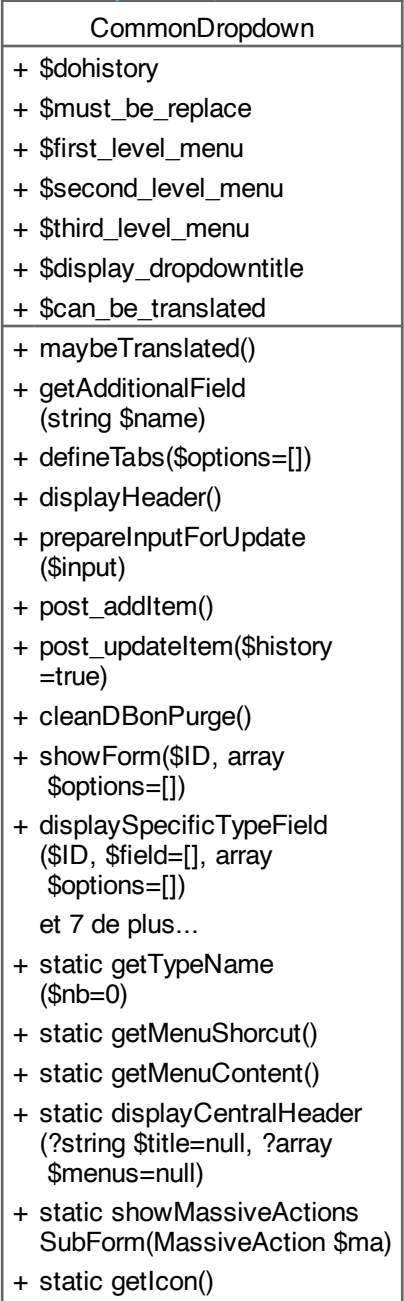 CommonDropdown
+ $dohistory
+ $must_be_replace
+ $first_level_menu
+ $second_level_menu
+ $third_level_menu
+ $display_dropdowntitle
+ $can_be_translated
+ maybeTranslated()
+ getAdditionalField
(string $name)
+ defineTabs($options=[])
+ displayHeader()
+ prepareInputForUpdate
($input)
+ post_addItem()
+ post_updateItem($history
=true)
+ cleanDBonPurge()
+ showForm($ID, array
$options=[])
+ displaySpecificTypeField
($ID, $field=[], array
$options=[])
et 7 de plus...
+ static getTypeName
($nb=0)
+ static getMenuShorcut()
+ static getMenuContent()
+ static displayCentralHeader
(?string $title=null, ?array
$menus=null)
+ static showMassiveActions
SubForm(MassiveAction $ma)
+ static getIcon()